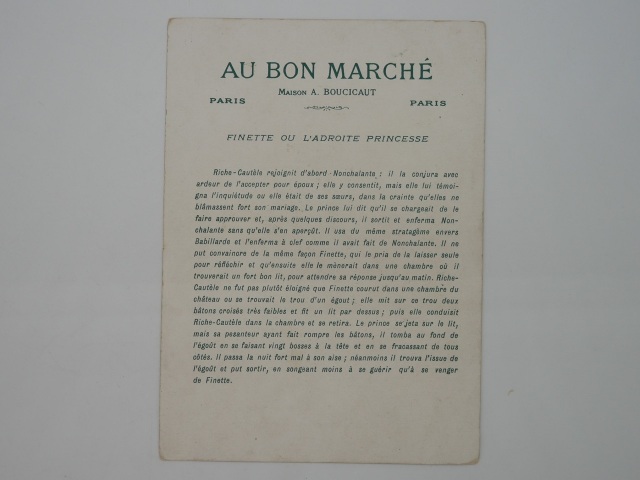 AU BON MARCHÉ
MAISON A. BOUCICAUT
PARIS PARIS
FINETTE OU L'ADROITE PRINCESSE
Riche-Cautèle rejoignit d'abord Nonchalante : il la conjura avec
ardeur de l'accepter pour époux ; elle y consentit, mais elle lui témoi-
gna l'inquiétude ou elle était de ses sœurs, dans la crainte qu'elles ne
blâmassent fort son mariage. Le prince lui dit qu'il se chargeait de le
faire approuver et, après quelques discours, il sortit et enferma Non-
chalante sans qu'elle s'en aperçût. Il usa du même stratagème envers
Babillarde et l'enferma à clef comme il avait fait de Nonchalante. Il ne
put convaincre de la même façon Finette, qui le pria de la laisser seule
pour réfléchir et qu'ensuite elle le mènerait dans une chambre où il
trouverait un fort bon lit, pour attendre sa réponse jusqu'au matin. Riche-
Cautèle ne fut pas plutôt éloigné que Finette courut dans une chambre du
château ou se trouvait le trou d'un égout ; elle mit sur ce trou deux
bâtons croisés très faibles et fit un lit par dessus ; puis elle conduisit
Riche-Cautèle dans la chambre et se retira. Le prince se jeta sur le lit,
mais sa pesanteur ayant fait rompre les bâtons, il tomba au fond de
l'égoût en se faisant vingt bosses à la tête et en se fracassant de tous
côtés. Il passa la nuit fort mal à son aise ; néanmoins il trouva l'issue de
l'égoût et put sortir, en songeant moins à se guérir qu'à se venger
de Finette.